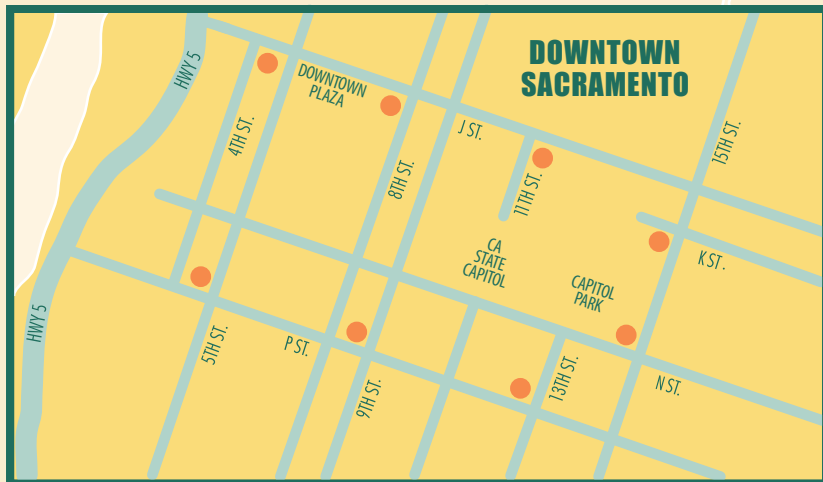 DOWNTOWN
SACRAMENTO
HWY 5
DOWNTOWN
PLAZA
4TH ST.
J ST.
15TH ST.
8TH ST.
11TH ST.
CA
STATE
CAPITOL
K ST.
CAPITOL
PARK
HWY 5
5TH ST.
P ST.
13TH ST.
N ST.
9TH ST.